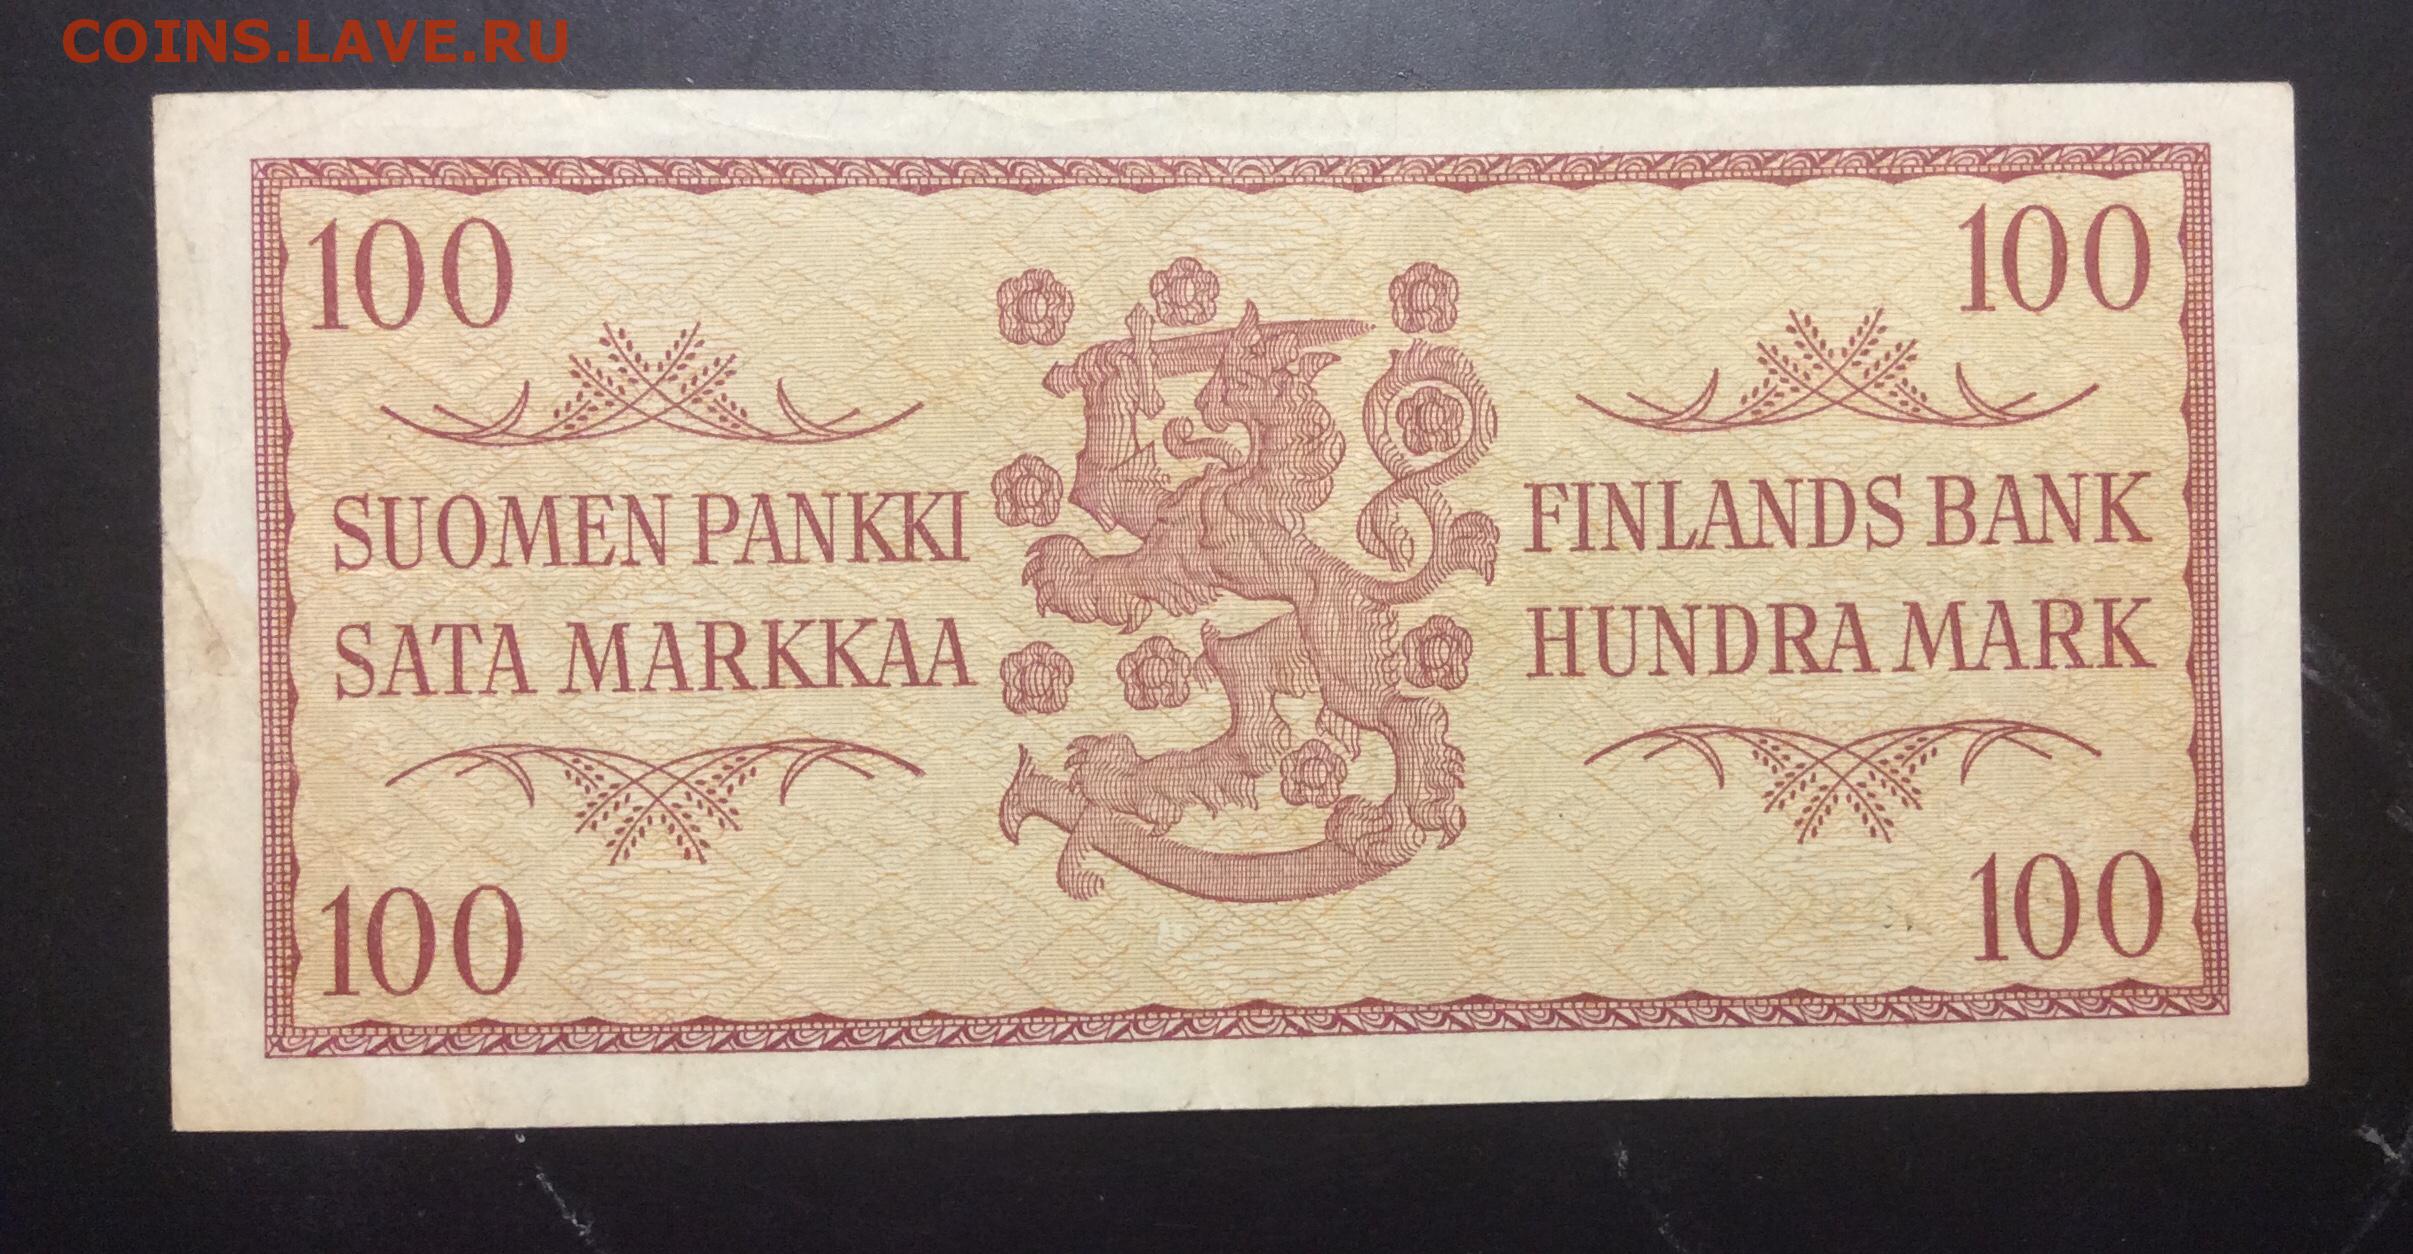 COINS.LAVE.RU
100
100
SUOMEN PANKKI
SATA MARKKAA
FINLANDS BANK
HUNDRA MARK
100
100